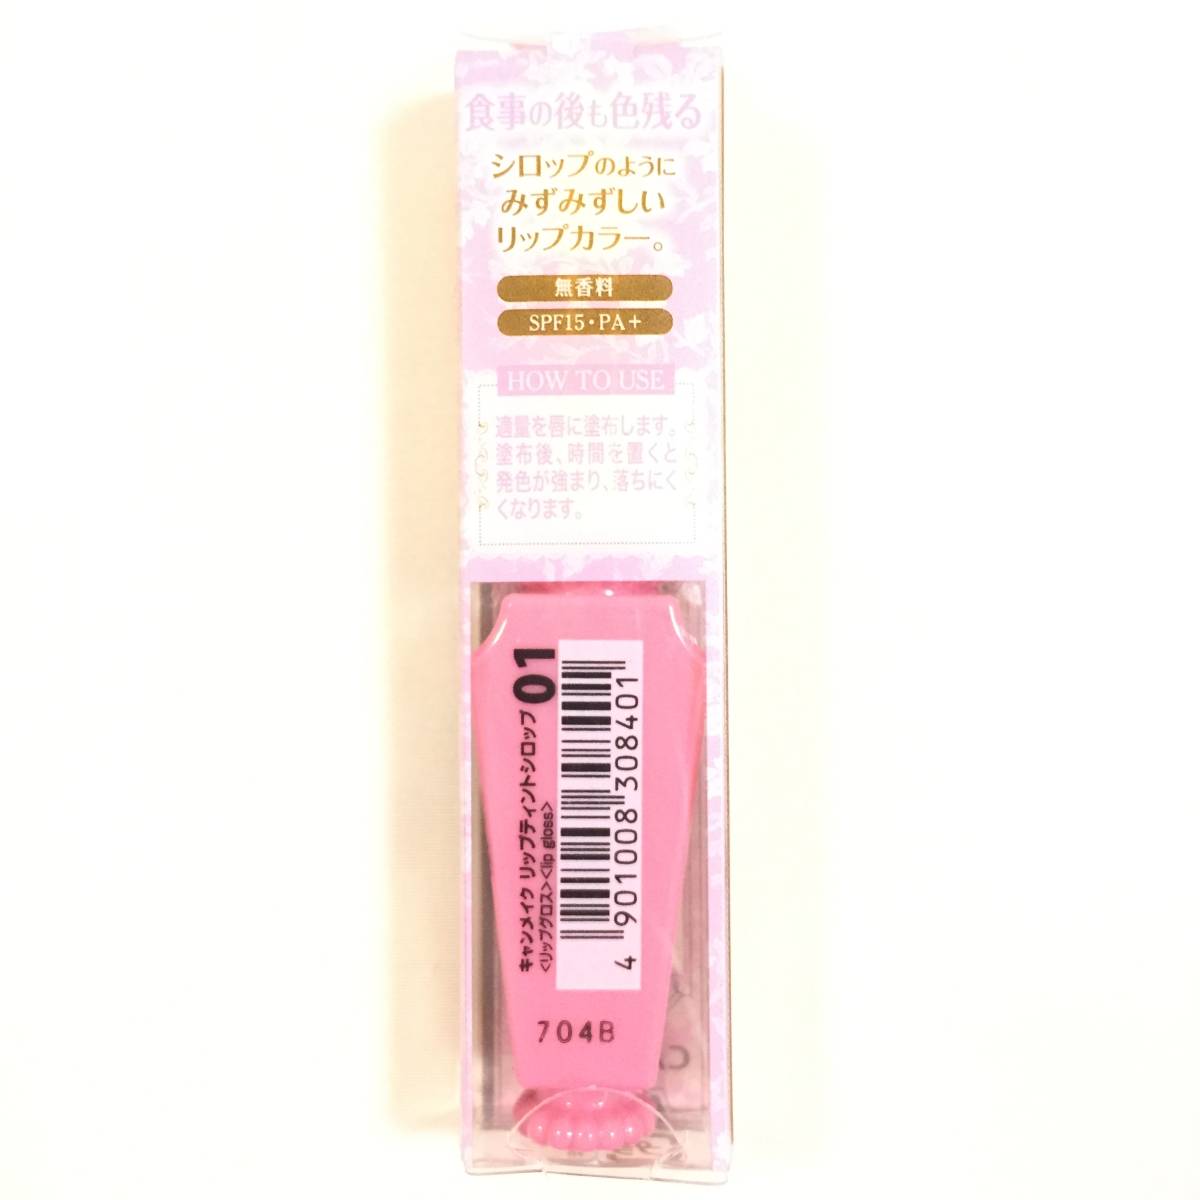 食事の後も色残る
シロップのように
みずみずしい
リップカラー。
無香料
SPF15・PA+
HOW TO USE
適量を唇に塗布します。
塗布後、時間を置くと
発色が強まり、落ちにく
くなります。
キャンメイク リップティントシロップ 01
<リップグロス><lip gloss>
4 901008 308401
704B